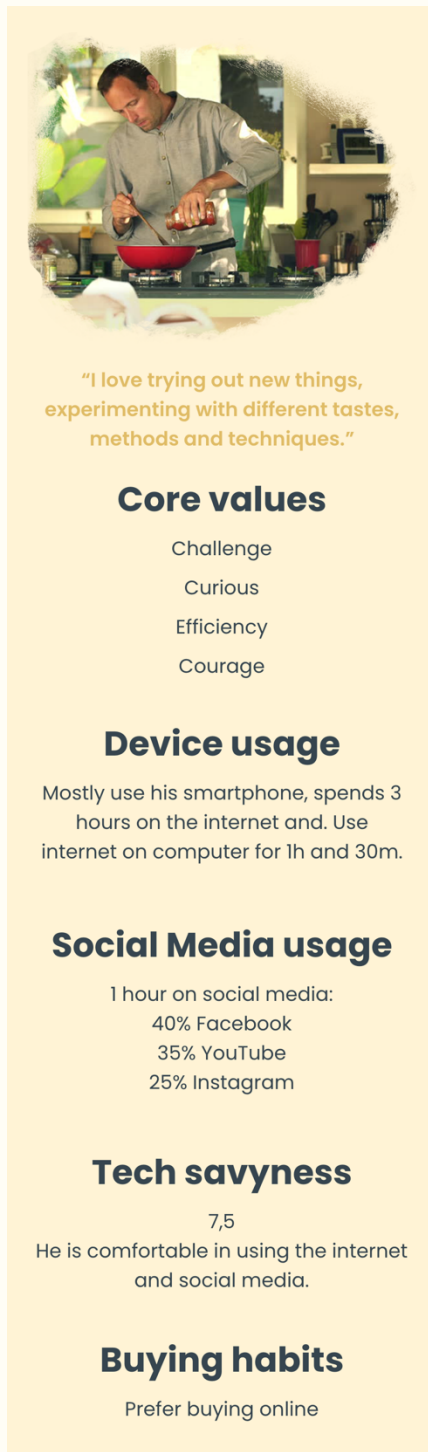 “I love trying out new things,
experimenting with different tastes,
methods and techniques.”
Core values
Challenge
Curious
Efficiency
Courage
Device usage
Mostly use his smartphone, spends 3
hours on the internet and. Use
internet on computer for 1h and 30m.
Social Media usage
1 hour on social media:
40% Facebook
35% YouTube
25% Instagram
Tech savyness
7,5
He is comfortable in using the internet
and social media.
Buying habits
Prefer buying online